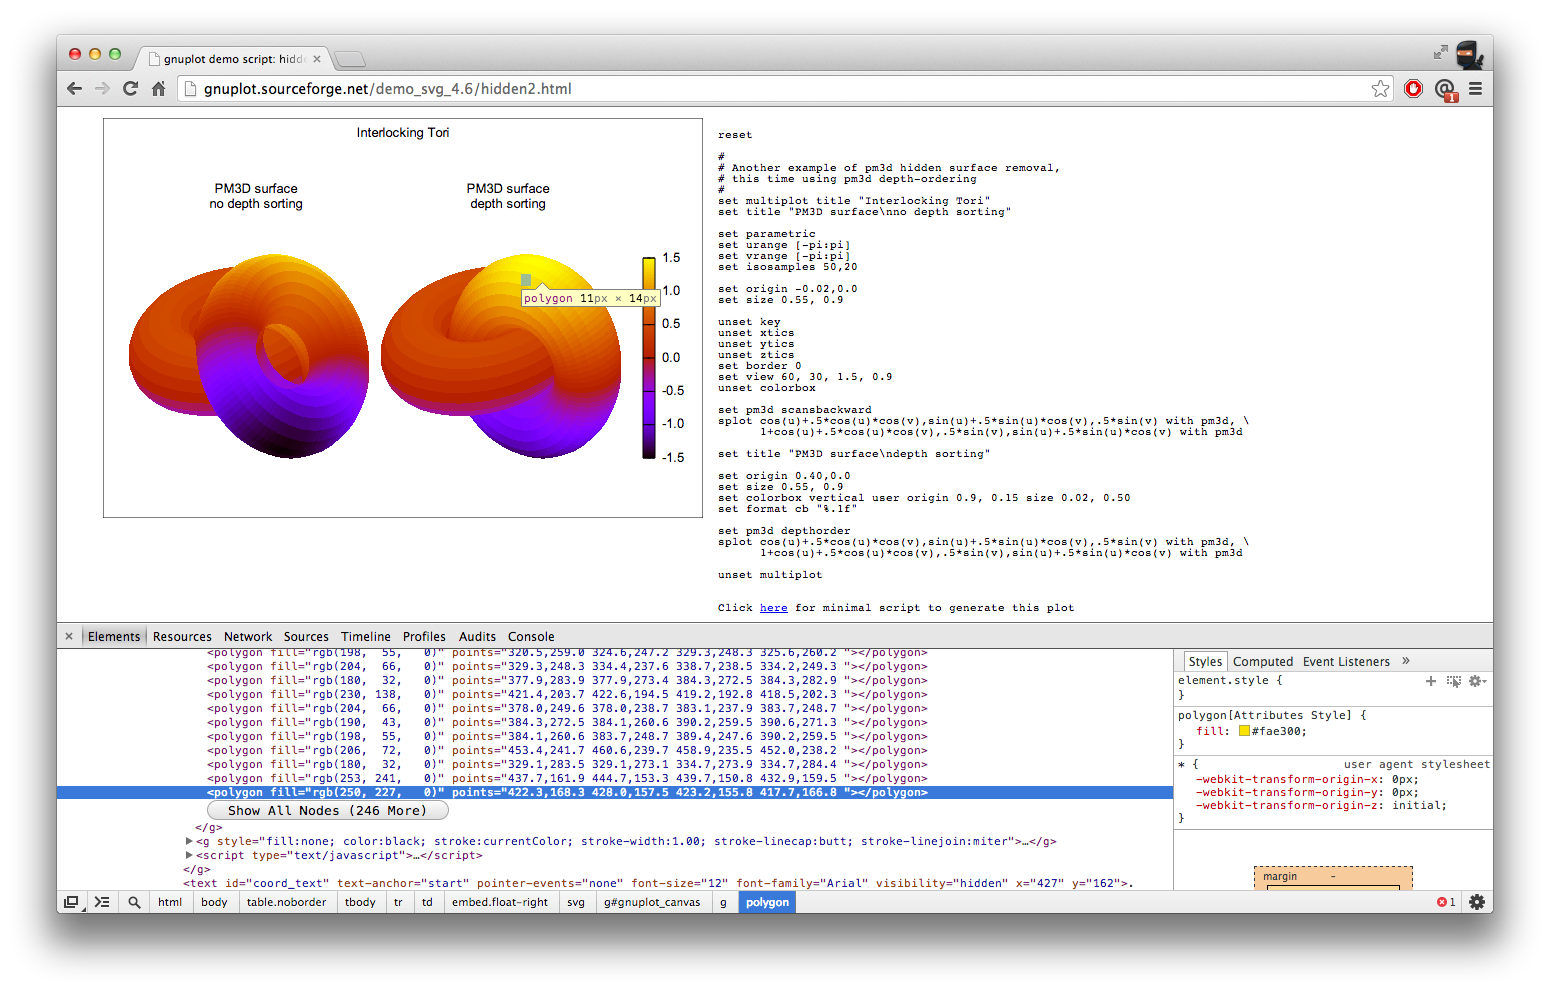 gnuplot demo script: hidde
gnuplot.sourceforge.net/demo_svg_4.6/hidden2.html
1
Interlocking Tori
PM3D surface
no depth sorting
PM3D surface
depth sorting
polygon 11px × 14px
1.5
1.0
0.5
0.0
-0.5
-1.0
-1.5
reset
#
# Another example of pm3d hidden surface removal,
# this time using pm3d depth-ordering
#
set multiplot title "Interlocking Tori"
set title "PM3D surface\nno depth sorting"
set parametric
set urange [-pi:pi]
set vrange [-pi:pi]
set isosamples 50,20
set origin -0.02,0.0
set size 0.55, 0.9
unset key
unset xtics
unset ytics
unset ztics
set border 0
set view 60, 30, 1.5, 0.9
unset colorbox
set pm3d scansbackward
splot cos(u)+.5*cos(u)*cos(v),sin(u)+.5*sin(u)*cos(v),.5*sin(v) with pm3d, \
1+cos(u)+.5*cos(u)*cos(v),.5*sin(v),sin(u)+.5*sin(u)*cos(v) with pm3d
set title "PM3D surface\ndepth sorting"
set origin 0.40,0.0
set size 0.55, 0.9
set colorbox vertical user origin 0.9, 0.15 size 0.02, 0.50
set format cb "%.1f"
set pm3d depthorder
splot cos(u)+.5*cos(u)*cos(v),sin(u)+.5*sin(u)*cos(v),.5*sin(v) with pm3d, \
1+cos(u)+.5*cos(u)*cos(v),.5*sin(v),sin(u)+.5*sin(u)*cos(v) with pm3d
unset multiplot
Click here for minimal script to generate this plot
× Elements Resources Network Sources Timeline Profiles Audits Console
<polygon fill="rgb(198,  55,   0)" points="320.5,259.0 324.6,247.2 329.3,248.3 325.6,260.2 "></polygon>
<polygon fill="rgb(204,  66,   0)" points="329.3,248.3 334.4,237.6 338.7,238.5 334.2,249.3 "></polygon>
<polygon fill="rgb(180,  32,   0)" points="377.9,283.9 377.9,273.4 384.3,272.5 384.3,282.9 "></polygon>
<polygon fill="rgb(230, 138,   0)" points="421.4,203.7 422.6,194.5 419.2,192.8 418.5,202.3 "></polygon>
<polygon fill="rgb(204,  66,   0)" points="378.0,249.6 378.0,238.7 383.1,237.9 383.7,248.7 "></polygon>
<polygon fill="rgb(190,  43,   0)" points="384.3,272.5 384.1,260.6 390.2,259.5 390.6,271.3 "></polygon>
<polygon fill="rgb(198,  55,   0)" points="384.1,260.6 383.7,248.7 389.4,247.6 390.2,259.5 "></polygon>
<polygon fill="rgb(206,  72,   0)" points="453.4,241.7 460.6,239.7 458.9,235.5 452.0,238.2 "></polygon>
<polygon fill="rgb(180,  32,   0)" points="329.1,283.5 329.1,273.1 334.7,273.9 334.7,284.4 "></polygon>
<polygon fill="rgb(253, 241,   0)" points="437.7,161.9 444.7,153.3 439.7,150.8 432.9,159.5 "></polygon>
<polygon fill="rgb(250, 227,   0)" points="422.3,168.3 428.0,157.5 423.2,155.8 417.7,166.8 "></polygon>
Show All Nodes (246 More)
</g>
<g style="fill:none; color:black; stroke:currentColor; stroke-width:1.00; stroke-linecap:butt; stroke-linejoin:miter">…</g>
<script type="text/javascript">…</script>
</g>
<text id="coord_text" text-anchor="start" pointer-events="none" font-size="12" font-family="Arial" visibility="hidden" x="427" y="162">.
Styles Computed Event Listeners »
element.style {
}
polygon[Attributes Style] {
fill: #fae300;
}
* { user agent stylesheet
-webkit-transform-origin-x: 0px;
-webkit-transform-origin-y: 0px;
-webkit-transform-origin-z: initial;
}
margin -
html body table.noborder tbody tr td embed.float-right svg g#gnuplot_canvas g polygon
1